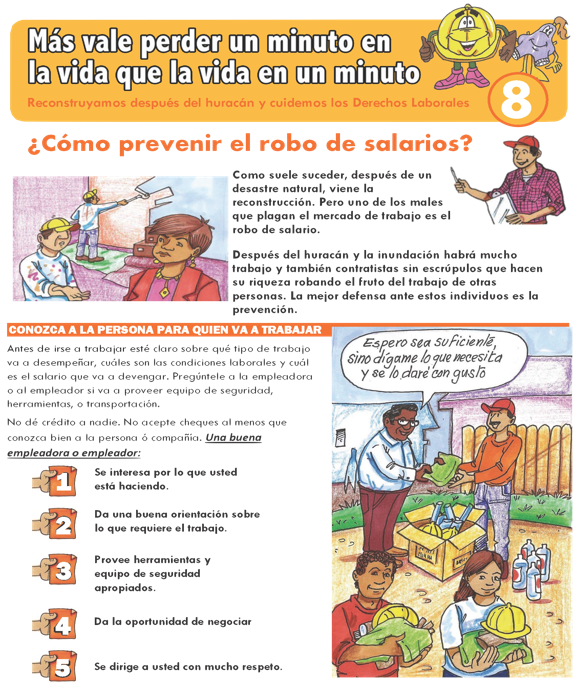 Más vale perder un minuto en
la vida que la vida en un minuto
Reconstruyamos después del huracán y cuidemos los Derechos Laborales
8
¿Cómo prevenir el robo de salarios?
Como suele suceder, después de un
desastre natural, viene la
reconstrucción. Pero uno de los males
que plagan el mercado de trabajo es el
robo de salario.
Después del huracán y la inundación habrá mucho
trabajo y también contratistas sin escrúpulos que hacen
su riqueza robando el fruto del trabajo de otras
personas. La mejor defensa ante estos individuos es la
prevención.
CONOZCA A LA PERSONA PARA QUIEN VA A TRABAJAR
Antes de irse a trabajar esté claro sobre qué tipo de trabajo
va a desempeñar, cuáles son las condiciones laborales y cuál
es el salario que va a devengar. Pregúntele a la empleadora
o al empleador si va a proveer equipo de seguridad,
herramientas, o transportación.
No dé crédito a nadie. No acepte cheques al menos que
conozca bien a la persona ó compañía. Una buena
empleadora o empleador:
1
Se interesa por lo que usted
está haciendo.
2
Da una buena orientación sobre
lo que requiere el trabajo.
3
Provee herramientas y
equipo de seguridad
apropiados.
4
Da la oportunidad de negociar
5
Se dirige a usted con mucho respeto.
Espero sea suficiente,
sino dígame lo que necesita
y se lo daré con gusto